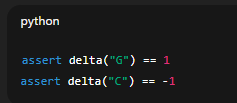 python
assert delta("G") == 1
assert delta("C") == -1